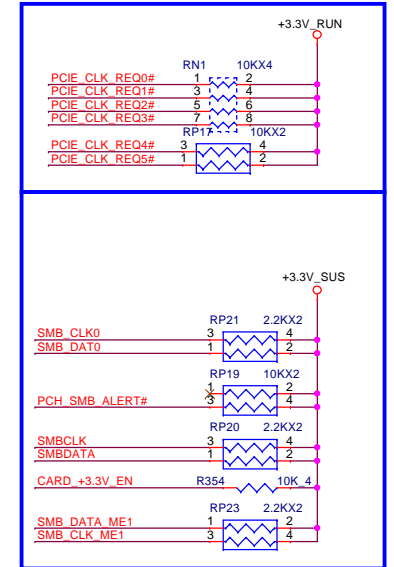 +3.3V_RUN
RN1 10KX4
PCIE_CLK_REQ0# 1 2
PCIE_CLK_REQ1# 3 4
PCIE_CLK_REQ2# 5 6
PCIE_CLK_REQ3# 7 8
RP17 10KX2
PCIE_CLK_REQ4# 3 4
PCIE_CLK_REQ5# 1 2
+3.3V_SUS
RP21 2.2KX2
SMB_CLK0 3 4
SMB_DAT0 1 2
RP19 10KX2
1 2
PCH_SMB_ALERT# 3 4
RP20 2.2KX2
SMBCLK 3 4
SMBDATA 1 2
CARD_+3.3V_EN R354 10K_4
RP23 2.2KX2
SMB_DATA_ME1 1 2
SMB_CLK_ME1 3 4